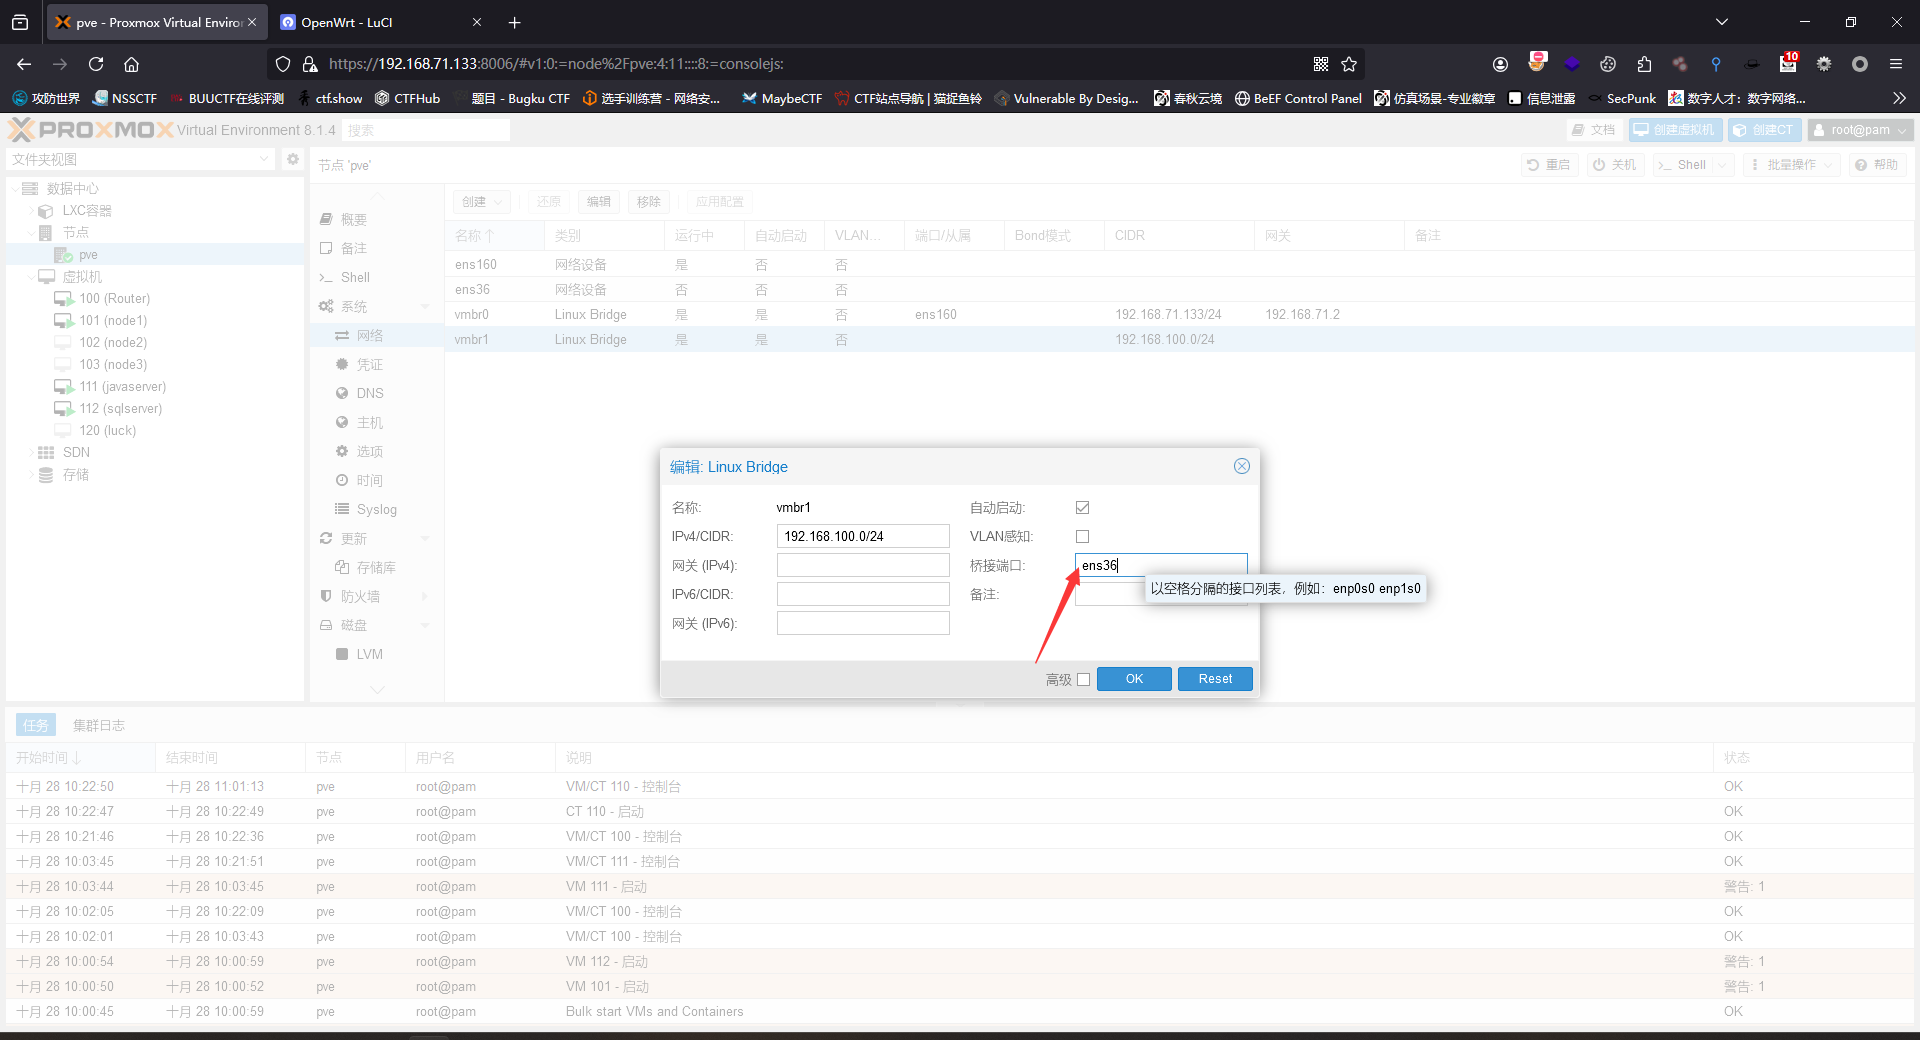 pve - Proxmox Virtual Enviror
OpenWrt - LuCI
https://192.168.71.133:8006/#v1:0:=node%2Fpve:4:11::::8:=consolejs:
10
攻防世界
NSSCTF
BUUCTF在线评测
ctf.show
CTFHub
题目 - Bugku CTF
选手训练营 - 网络安...
MaybeCTF
CTF站点导航 | 猫捉鱼铃
Vulnerable By Desig...
春秋云境
BeEF Control Panel
仿真场景-专业徽章
信息泄露
SecPunk
数字人才：数字网络...
PROXMOX Virtual Environment 8.1.4
搜索
文档
创建虚拟机
创建CT
root@pam
文件夹视图
节点 'pve'
重启
关机
Shell
批量操作
帮助
数据中心
LXC容器
节点
pve
虚拟机
100 (Router)
101 (node1)
102 (node2)
103 (node3)
111 (javaserver)
112 (sqlserver)
120 (luck)
SDN
存储
概要
备注
Shell
系统
网络
凭证
DNS
主机
选项
时间
Syslog
更新
存储库
防火墙
磁盘
LVM
创建 还原 编辑 移除 应用配置
名称 类别 运行中 自动启动 VLAN... 端口/从属 Bond模式 CIDR 网关 备注
ens160 网络设备 是 否 否
ens36 网络设备 否 否 否
vmbr0 Linux Bridge 是 是 否 ens160 192.168.71.133/24 192.168.71.2
vmbr1 Linux Bridge 是 是 否 192.168.100.0/24
编辑: Linux Bridge
名称: vmbr1 自动启动:
IPv4/CIDR: 192.168.100.0/24 VLAN感知:
网关 (IPv4): 桥接端口: ens36
以空格分隔的接口列表，例如：enp0s0 enp1s0
IPv6/CIDR: 备注:
网关 (IPv6):
高级 OK Reset
任务 集群日志
开始时间 结束时间 节点 用户名 说明 状态
十月 28 10:22:50 十月 28 11:01:13 pve root@pam VM/CT 110 - 控制台 OK
十月 28 10:22:47 十月 28 10:22:49 pve root@pam CT 110 - 启动 OK
十月 28 10:21:46 十月 28 10:22:36 pve root@pam VM/CT 100 - 控制台 OK
十月 28 10:03:45 十月 28 10:21:51 pve root@pam VM/CT 111 - 控制台 OK
十月 28 10:03:44 十月 28 10:03:45 pve root@pam VM 111 - 启动 警告: 1
十月 28 10:02:05 十月 28 10:22:09 pve root@pam VM/CT 100 - 控制台 OK
十月 28 10:02:01 十月 28 10:03:43 pve root@pam VM/CT 100 - 控制台 OK
十月 28 10:00:54 十月 28 10:00:59 pve root@pam VM 112 - 启动 警告: 1
十月 28 10:00:50 十月 28 10:00:52 pve root@pam VM 101 - 启动 警告: 1
十月 28 10:00:45 十月 28 10:00:59 pve root@pam Bulk start VMs and Containers OK